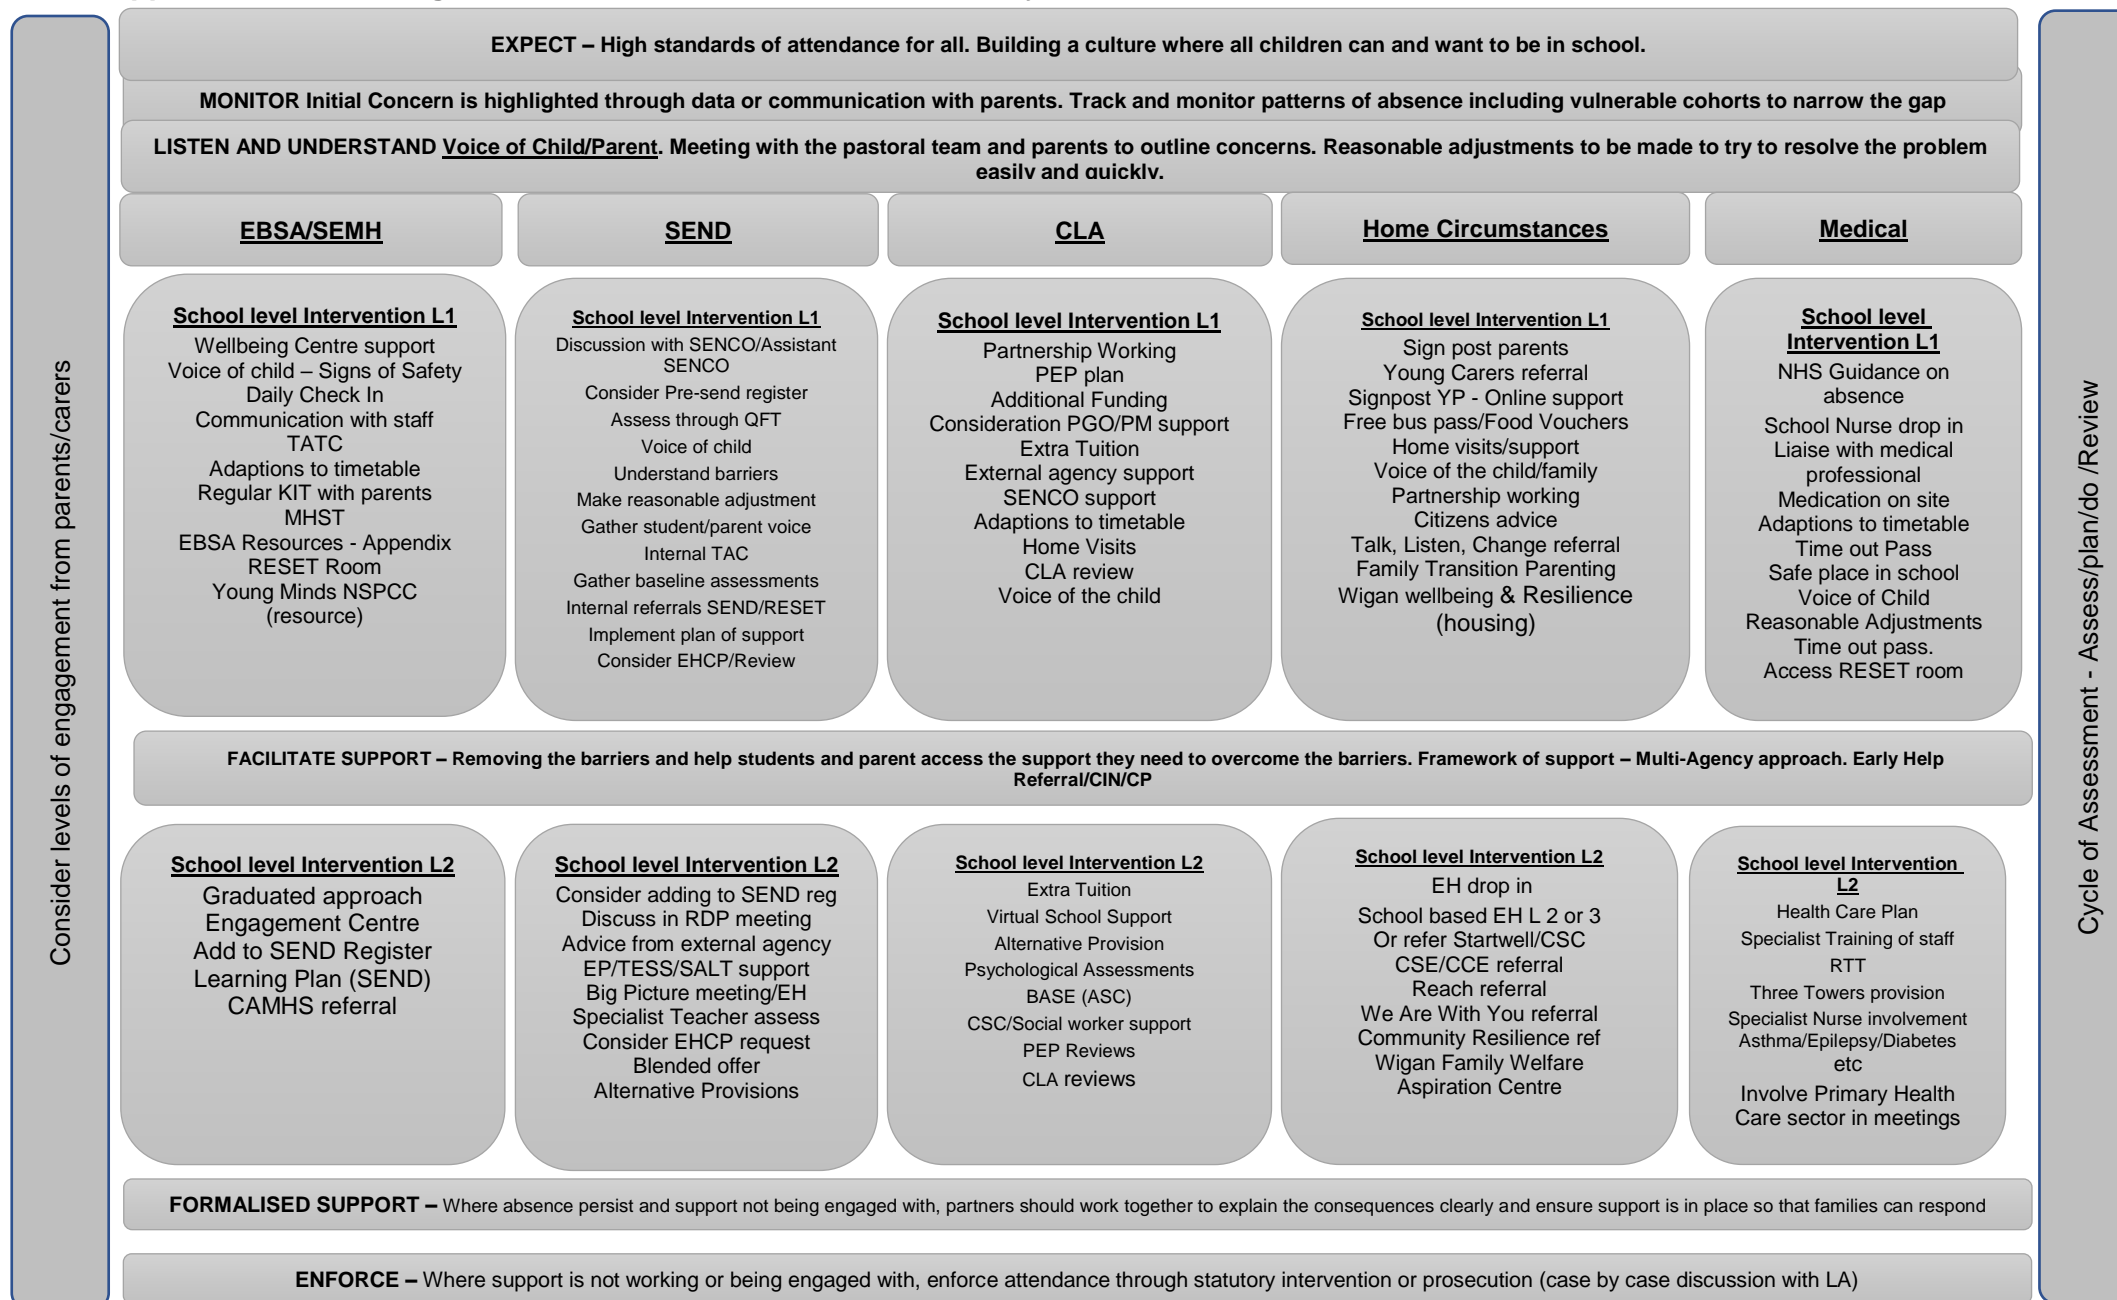 EXPECT – High standards of attendance for all. Building a culture where all children can and want to be in school.
MONITOR Initial Concern is highlighted through data or communication with parents. Track and monitor patterns of absence including vulnerable cohorts to narrow the gap
LISTEN AND UNDERSTAND Voice of Child/Parent. Meeting with the pastoral team and parents to outline concerns. Reasonable adjustments to be made to try to resolve the problem
easily and quickly.
Consider levels of engagement from parents/carers
EBSA/SEMH
SEND
CLA
Home Circumstances
Medical
School level Intervention L1
Wellbeing Centre support
Voice of child – Signs of Safety
Daily Check In
Communication with staff
TATC
Adaptions to timetable
Regular KIT with parents
MHST
EBSA Resources - Appendix
RESET Room
Young Minds NSPCC
(resource)
School level Intervention L1
Discussion with SENCO/Assistant
SENCO
Consider Pre-send register
Assess through QFT
Voice of child
Understand barriers
Make reasonable adjustment
Gather student/parent voice
Internal TAC
Gather baseline assessments
Internal referrals SEND/RESET
Implement plan of support
Consider EHCP/Review
School level Intervention L1
Partnership Working
PEP plan
Additional Funding
Consideration PGO/PM support
Extra Tuition
External agency support
SENCO support
Adaptions to timetable
Home Visits
CLA review
Voice of the child
School level Intervention L1
Sign post parents
Young Carers referral
Signpost YP - Online support
Free bus pass/Food Vouchers
Home visits/support
Voice of the child/family
Partnership working
Citizens advice
Talk, Listen, Change referral
Family Transition Parenting
Wigan wellbeing & Resilience
(housing)
School level
Intervention L1
NHS Guidance on
absence
School Nurse drop in
Liaise with medical
professional
Medication on site
Adaptions to timetable
Time out Pass
Safe place in school
Voice of Child
Reasonable Adjustments
Time out pass.
Access RESET room
Cycle of Assessment - Assess/plan/do /Review
FACILITATE SUPPORT – Removing the barriers and help students and parent access the support they need to overcome the barriers. Framework of support – Multi-Agency approach. Early Help
Referral/CIN/CP
School level Intervention L2
Graduated approach
Engagement Centre
Add to SEND Register
Learning Plan (SEND)
CAMHS referral
School level Intervention L2
Consider adding to SEND reg
Discuss in RDP meeting
Advice from external agency
EP/TESS/SALT support
Big Picture meeting/EH
Specialist Teacher assess
Consider EHCP request
Blended offer
Alternative Provisions
School level Intervention L2
Extra Tuition
Virtual School Support
Alternative Provision
Psychological Assessments
BASE (ASC)
CSC/Social worker support
PEP Reviews
CLA reviews
School level Intervention L2
EH drop in
School based EH L 2 or 3
Or refer Startwell/CSC
CSE/CCE referral
Reach referral
We Are With You referral
Community Resilience ref
Wigan Family Welfare
Aspiration Centre
School level Intervention
L2
Health Care Plan
Specialist Training of staff
RTT
Three Towers provision
Specialist Nurse involvement
Asthma/Epilepsy/Diabetes
etc
Involve Primary Health
Care sector in meetings
FORMALISED SUPPORT – Where absence persist and support not being engaged with, partners should work together to explain the consequences clearly and ensure support is in place so that families can respond
ENFORCE – Where support is not working or being engaged with, enforce attendance through statutory intervention or prosecution (case by case discussion with LA)